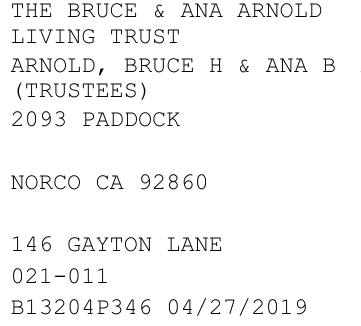 THE BRUCE & ANA ARNOLD
LIVING TRUST
ARNOLD, BRUCE H & ANA B
(TRUSTEES)
2093 PADDOCK
NORCO CA 92860
146 GAYTON LANE
021-011
B13204P346 04/27/2019